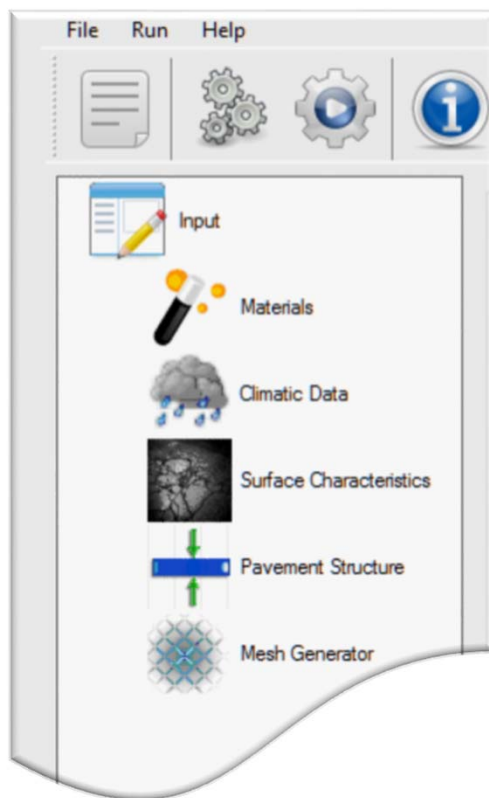 File Run Help
Input
Materials
Climatic Data
Surface Characteristics
Pavement Structure
Mesh Generator